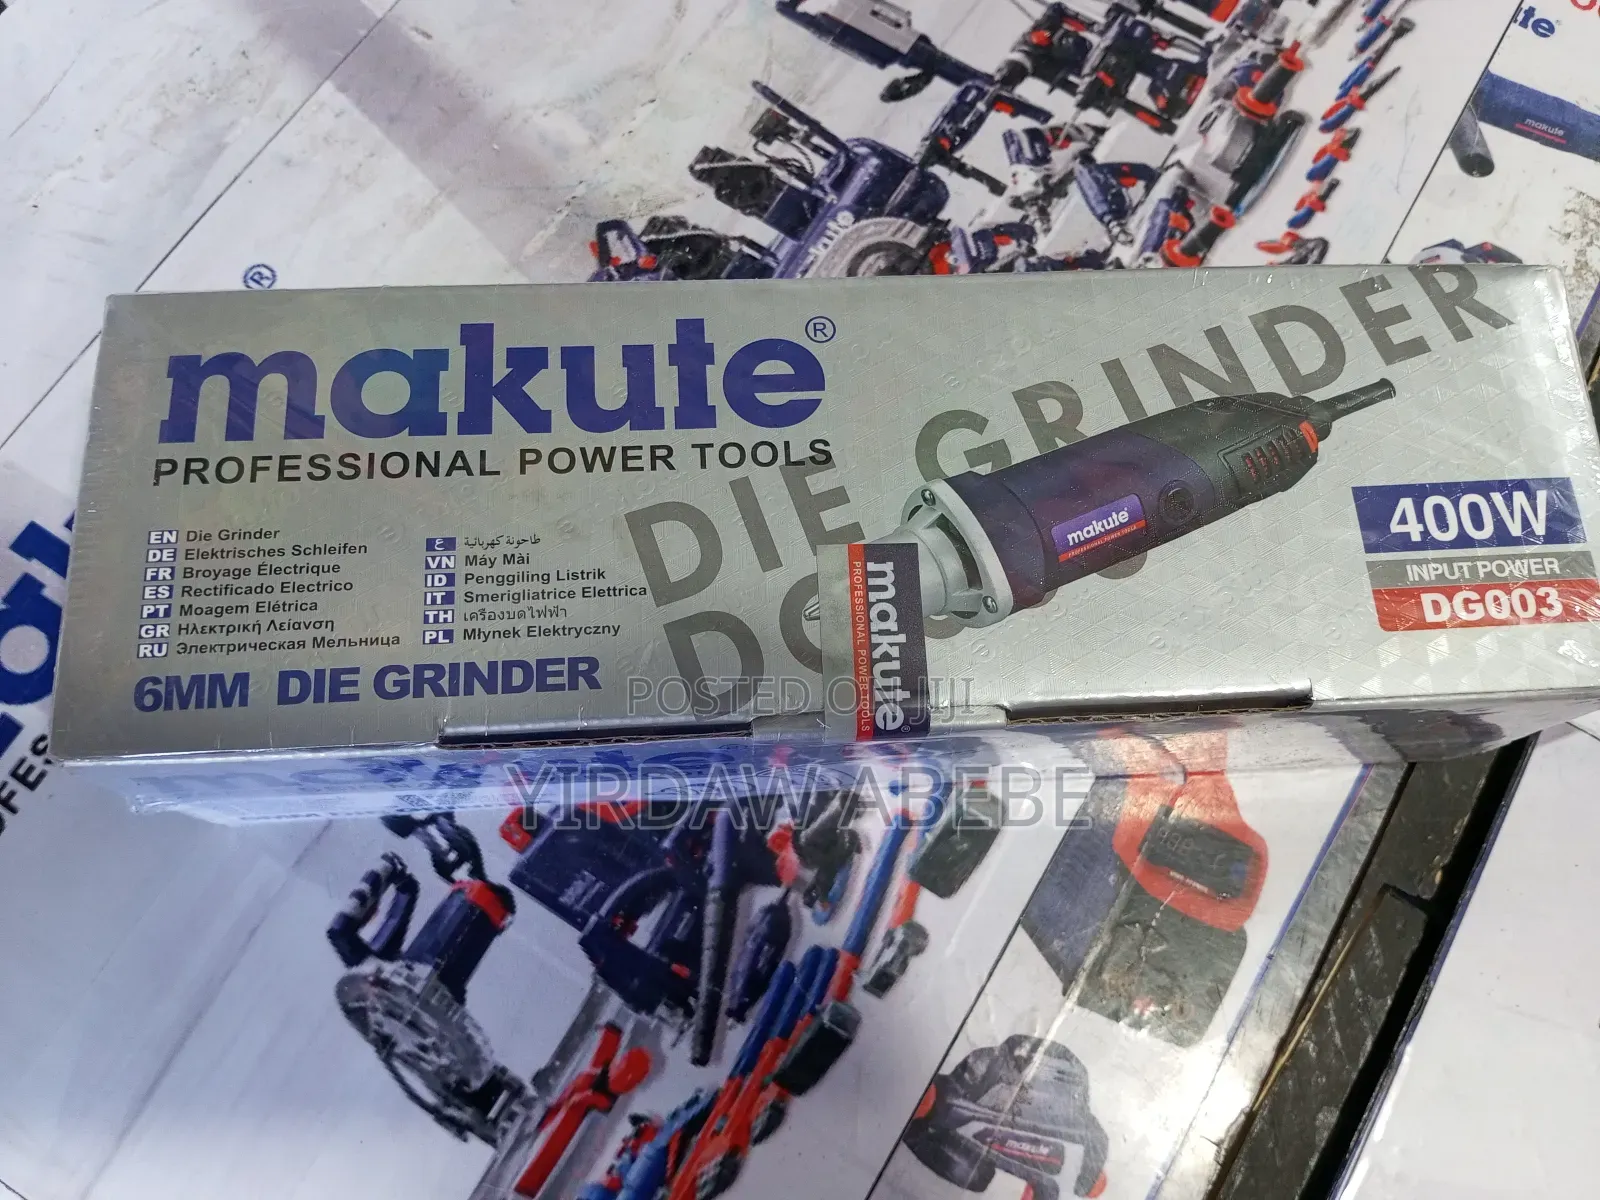 makute®
PROFESSIONAL POWER TOOLS
DIE GRINDER
EN Die Grinder
DE Elektrisches Schleifen
FR Broyage Électrique
ES Rectificado Electrico
PT Moagem Elétrica
GR Ηλεκτρική Λείανση
RU Электрическая Мельница
ع طاحونة كهربائية
VN Máy Mài
ID Penggiling Listrik
IT Smerigliatrice Elettrica
TH เครื่องบดไฟฟ้า
PL Młynek Elektryczny
6MM DIE GRINDER
makute
400W
INPUT POWER
DG003
makute®
PROFESSIONAL POWER TOOLS
POSTED ON JIJI
YIRDAW ABEBE
makute
makute